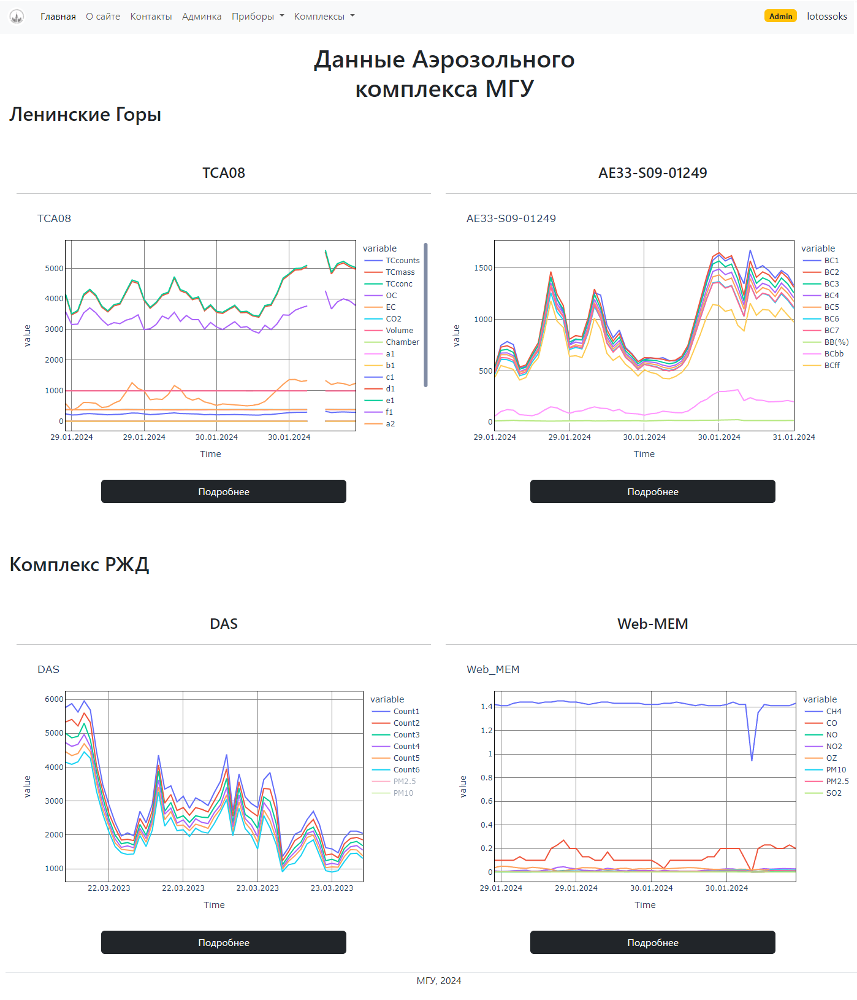 Главная О сайте Контакты Админка Приборы Комплексы Admin lotossoks
Данные Аэрозольного
комплекса МГУ
Ленинские Горы
TCA08
TCA08
value
5000
4000
3000
2000
1000
0
29.01.2024 29.01.2024 30.01.2024 30.01.2024
Time
variable
TCcounts
TCmass
TCconc
OC
EC
CO2
Volume
Chamber
a1
b1
c1
d1
e1
f1
a2
Подробнее
AE33-S09-01249
AE33-S09-01249
value
1500
1000
500
0
29.01.2024 29.01.2024 30.01.2024 30.01.2024 31.01.2024
Time
variable
BC1
BC2
BC3
BC4
BC5
BC6
BC7
BB(%)
BCbb
BCff
Подробнее
Комплекс РЖД
DAS
DAS
value
6000
5000
4000
3000
2000
1000
22.03.2023 22.03.2023 23.03.2023 23.03.2023
Time
variable
Count1
Count2
Count3
Count4
Count5
Count6
PM2.5
PM10
Подробнее
Web-MEM
Web_MEM
value
1.4
1.2
1
0.8
0.6
0.4
0.2
0
29.01.2024 29.01.2024 30.01.2024 30.01.2024
Time
variable
CH4
CO
NO
NO2
OZ
PM10
PM2.5
SO2
Подробнее
МГУ, 2024